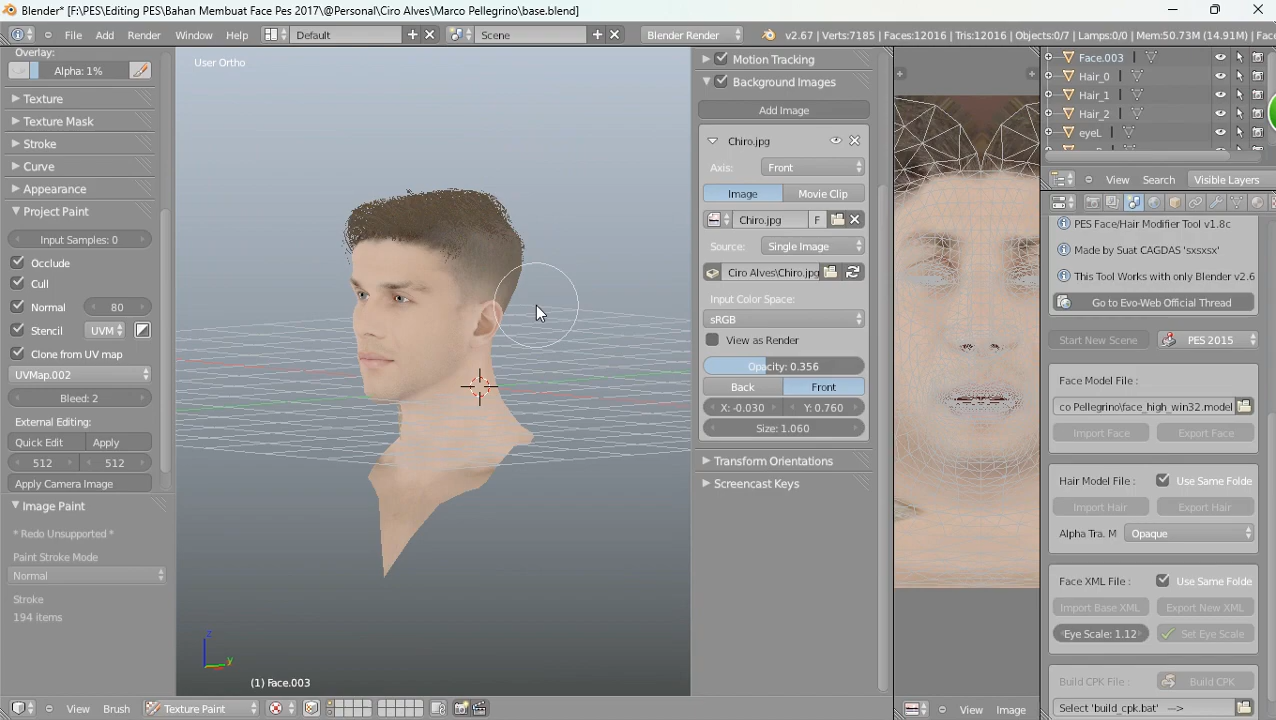 Blender* [F:\PES\Editing PES\Bahan Membuat Face Pes 2017\@Personal\Ciro Alves\Marco Pellegrino\base.blend]
File Add Render Window Help Default Scene Blender Render v2.67 | Verts:7185 | Faces:12016 | Tris:12016 | Objects:0/7 | Lamps:0/0 | Mem:50.73M (14.91M) | Face
Overlay:
Alpha: 1%
Texture
Texture Mask
Stroke
Curve
Appearance
Project Paint
Input Samples: 0
Occlude
Cull
Normal 80
Stencil UVM
Clone from UV map
UVMap.002
Bleed: 2
External Editing:
Quick Edit Apply
512 512
Apply Camera Image
Image Paint
* Redo Unsupported *
Paint Stroke Mode
Normal
Stroke
194 items
User Ortho
z
y
(1) Face.003
View Brush Texture Paint
Motion Tracking
Background Images
Add Image
Chiro.jpg
Axis: Front
Image Movie Clip
Chiro.jpg F
Source: Single Image
Ciro Alves\Chiro.jpg
Input Color Space:
sRGB
View as Render
Opacity: 0.356
Back Front
X: -0.030 Y: 0.760
Size: 1.060
Transform Orientations
Screencast Keys
View Image
Face.003
Hair_0
Hair_1
Hair_2
eyeL
View Search Visible Layers
PES Face/Hair Modifier Tool v1.8c
Made by Suat CAGDAS 'sxsxsx'
This Tool Works with only Blender v2.6
Go to Evo-Web Official Thread
Start New Scene PES 2015
Face Model File :
co Pellegrino\face_high_win32.model
Import Face Export Face
Hair Model File : Use Same Folde
Import Hair Export Hair
Alpha Tra. M Opaque
Face XML File : Use Same Folde
Import Base XML Export New XML
Eye Scale: 1.12 Set Eye Scale
Build CPK File : Build CPK
Select 'build_cpk.bat' -->